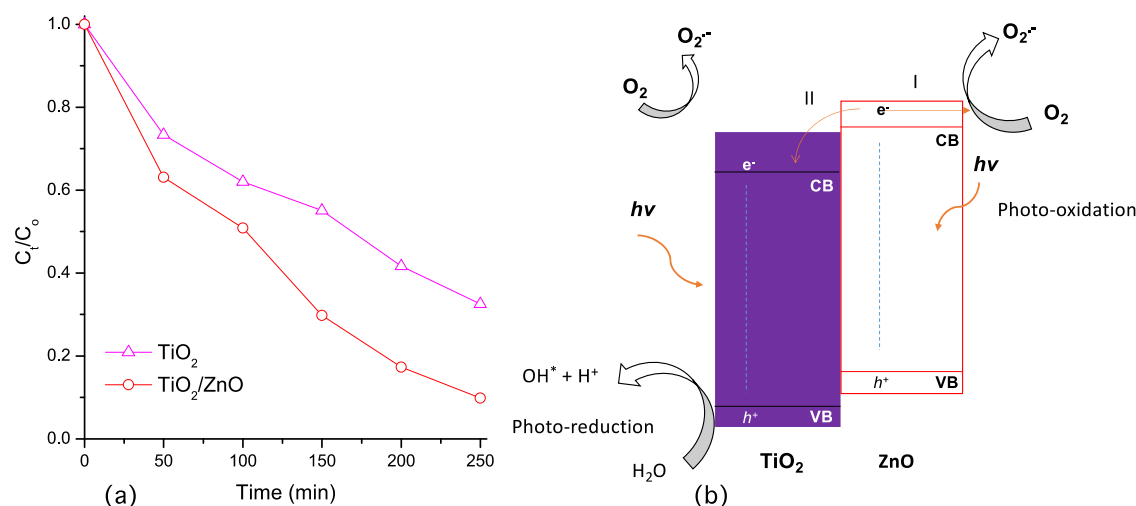 1.0
0.8
0.6
0.4
0.2
0.0
Cₜ/Cₒ
TiO₂
TiO₂/ZnO
0 50 100 150 200 250
Time (min)
(a)
O₂·-
O₂
O₂·-
O₂
I
II
e-
CB
e-
CB
hv
hv
Photo-oxidation
OH* + H⁺
Photo-reduction
H₂O
h⁺ VB
h⁺ VB
TiO₂ ZnO
(b)